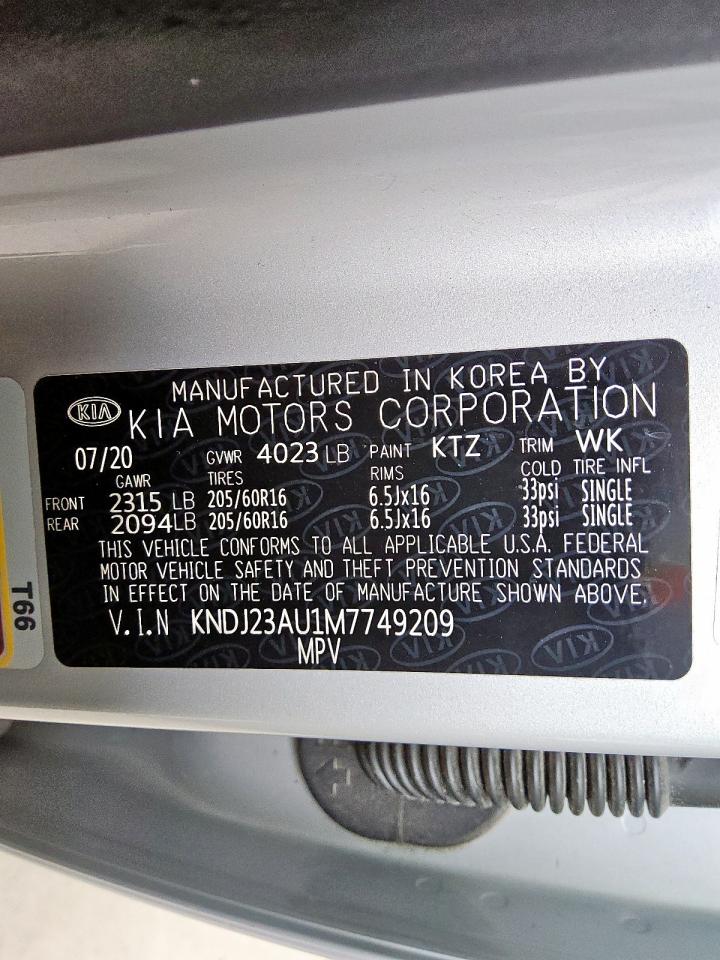 MANUFACTURED IN KOREA BY
KIA KIA MOTORS CORPORATION
07/20 GVWR 4023 LB PAINT KTZ TRIM WK
GAWR TIRES RIMS COLD TIRE INFL
FRONT 2315 LB 205/60R16 6.5Jx16 33psi SINGLE
REAR 2094 LB 205/60R16 6.5Jx16 33psi SINGLE
THIS VEHICLE CONFORMS TO ALL APPLICABLE U.S.A. FEDERAL
MOTOR VEHICLE SAFETY AND THEFT PREVENTION STANDARDS
IN EFFECT ON THE DATE OF MANUFACTURE SHOWN ABOVE.
V.I.N KNDJ23AU1M7749209
MPV
T66